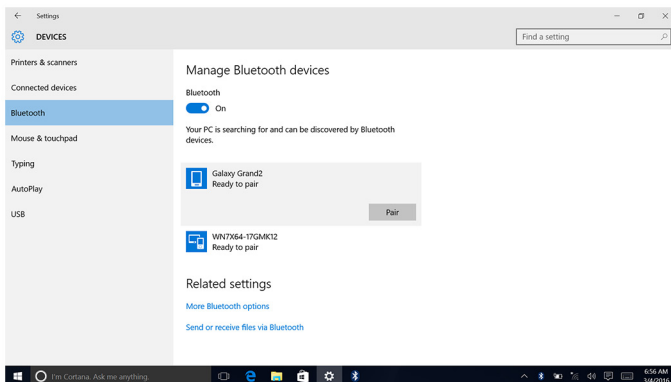 Settings
DEVICES
Find a setting
Printers & scanners
Connected devices
Bluetooth
Mouse & touchpad
Typing
AutoPlay
USB
Manage Bluetooth devices
Bluetooth
On
Your PC is searching for and can be discovered by Bluetooth
devices.
Galaxy Grand2
Ready to pair
Pair
WN7X64-17GMK12
Ready to pair
Related settings
More Bluetooth options
Send or receive files via Bluetooth
I'm Cortana. Ask me anything.
6:56 AM
3/4/2016